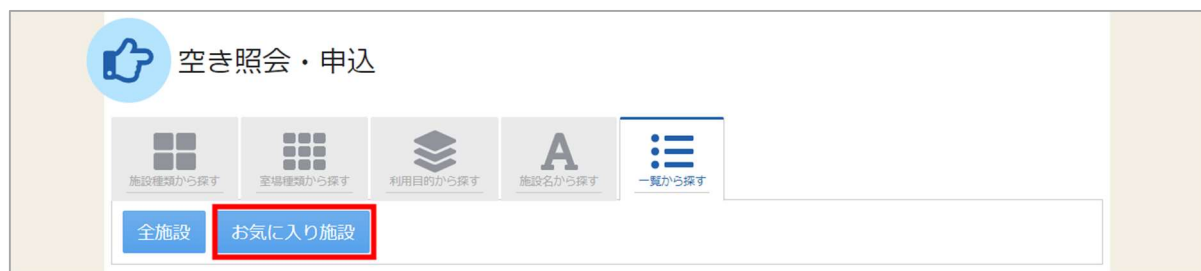 空き照会・申込
施設種類から探す
室場種類から探す
利用目的から探す
A
施設名から探す
一覧から探す
全施設
お気に入り施設